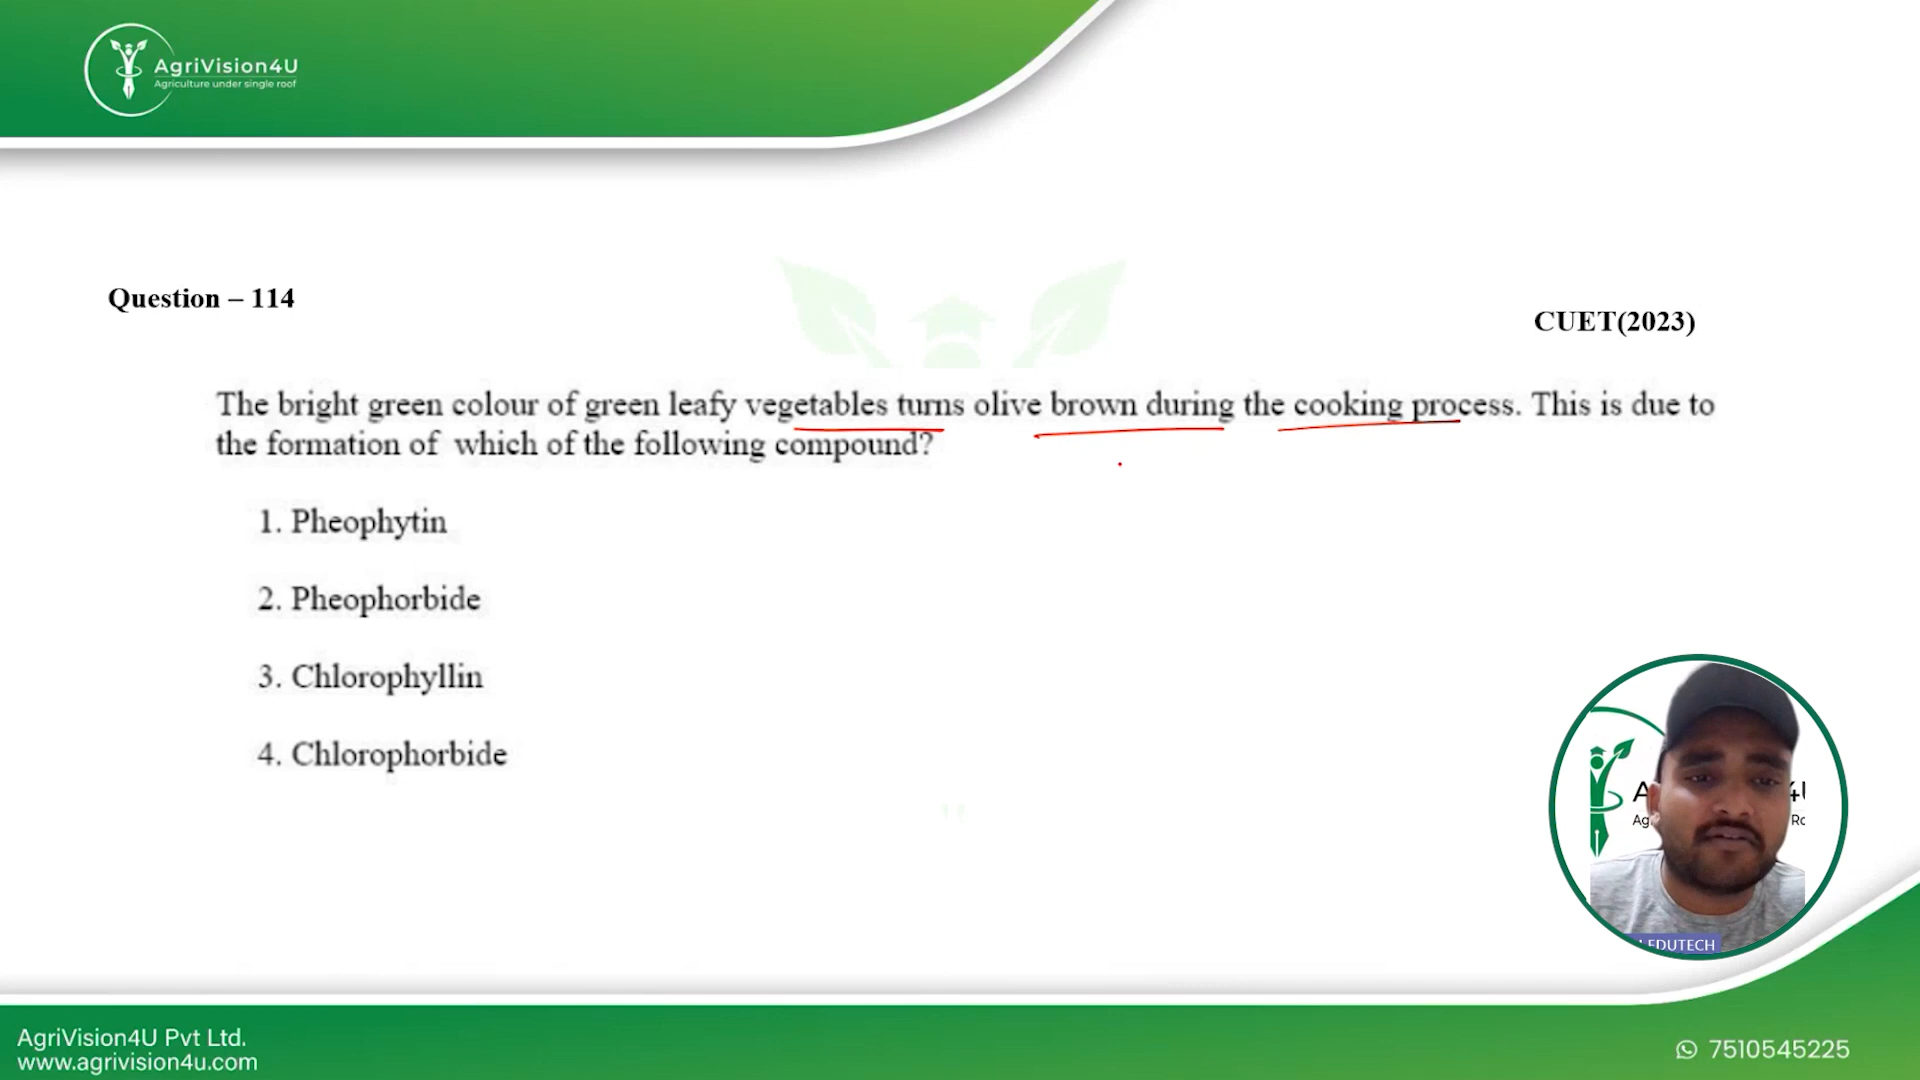 AgriVision4U
Agriculture under single roof
Question – 114
CUET(2023)
The bright green colour of green leafy vegetables turns olive brown during the cooking process. This is due to
the formation of which of the following compound?
1. Pheophytin
2. Pheophorbide
3. Chlorophyllin
4. Chlorophorbide
EDUTECH
AgriVision4U Pvt Ltd.
www.agrivision4u.com
7510545225